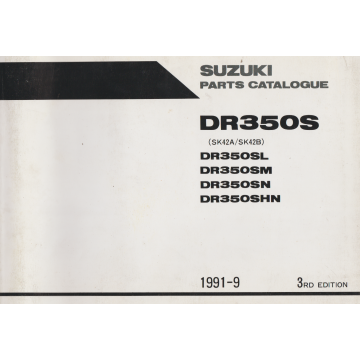 SUZUKI
PARTS CATALOGUE
DR350S
(SK42A/SK42B)
DR350SL
DR350SM
DR350SN
DR350SHN
1991-9 3RD EDITION